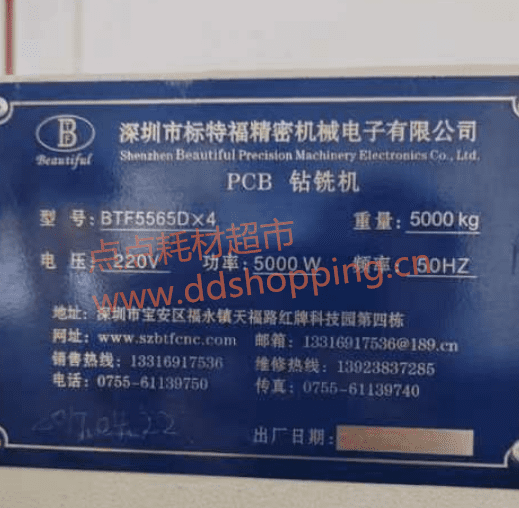 B
Beautiful
深圳市标特福精密机械电子有限公司
Shenzhen Beautiful Precision Machinery Electronics Co., Ltd.
PCB 钻铣机
型 号: BTF5565D×4 重量: 5000 kg
点点耗材超市
电 压: 220V 功率: 5000 W 频率: 50HZ
www.ddshopping.cn
地址: 深圳市宝安区福永镇天福路红牌科技园第四栋
网址: www.szbtfcnc.com 邮箱: 13316917536@189.cn
销售热线: 13316917536 维修热线: 13923837285
电话: 0755-61139750 传真: 0755-61139740
出厂日期: